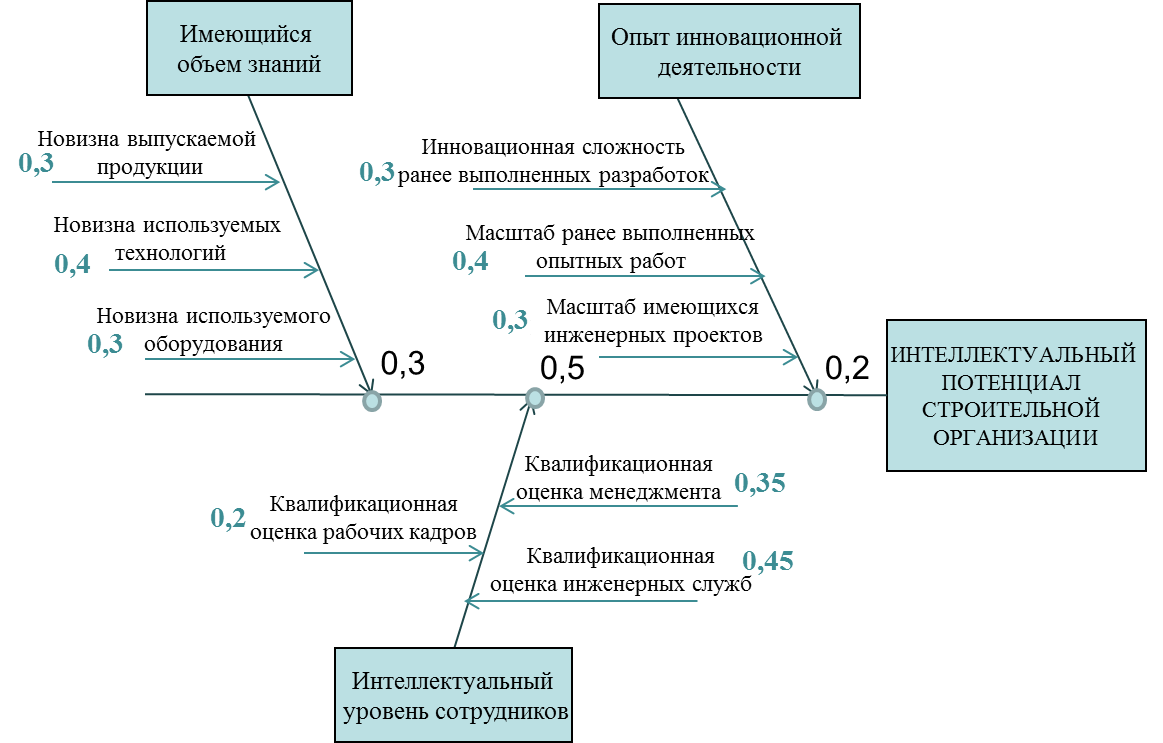 Имеющийся
объем знаний
Опыт инновационной
деятельности
Новизна выпускаемой
0,3 продукции
Новизна используемых
0,4 технологий
Новизна используемого
0,3 оборудования
Инновационная сложность
0,3 ранее выполненных разработок
Масштаб ранее выполненных
0,4 опытных работ
Масштаб имеющихся
0,3 инженерных проектов
0,3
0,5
0,2
ИНТЕЛЛЕКТУАЛЬНЫЙ
ПОТЕНЦИАЛ
СТРОИТЕЛЬНОЙ
ОРГАНИЗАЦИИ
Квалификационная
оценка менеджмента 0,35
Квалификационная
0,2 оценка рабочих кадров
Квалификационная 0,45
оценка инженерных служб
Интеллектуальный
уровень сотрудников